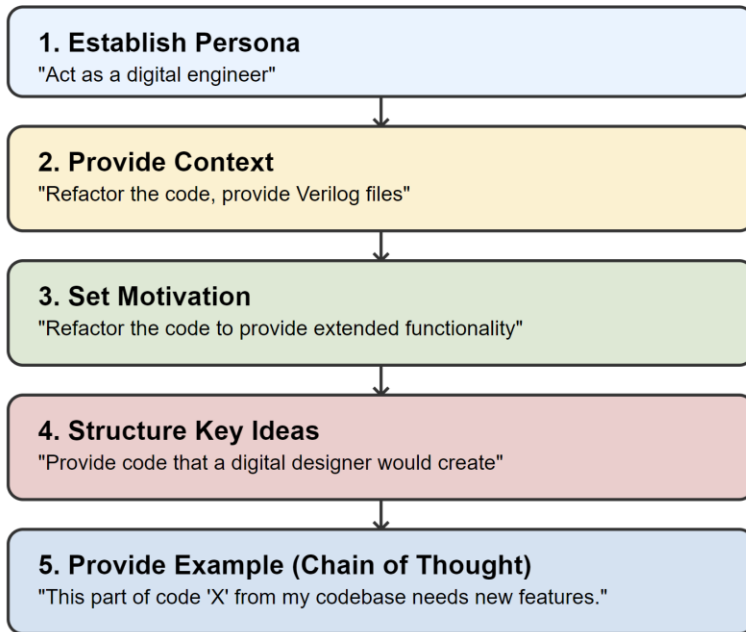 1. Establish Persona
"Act as a digital engineer"
2. Provide Context
"Refactor the code, provide Verilog files"
3. Set Motivation
"Refactor the code to provide extended functionality"
4. Structure Key Ideas
"Provide code that a digital designer would create"
5. Provide Example (Chain of Thought)
"This part of code 'X' from my codebase needs new features."